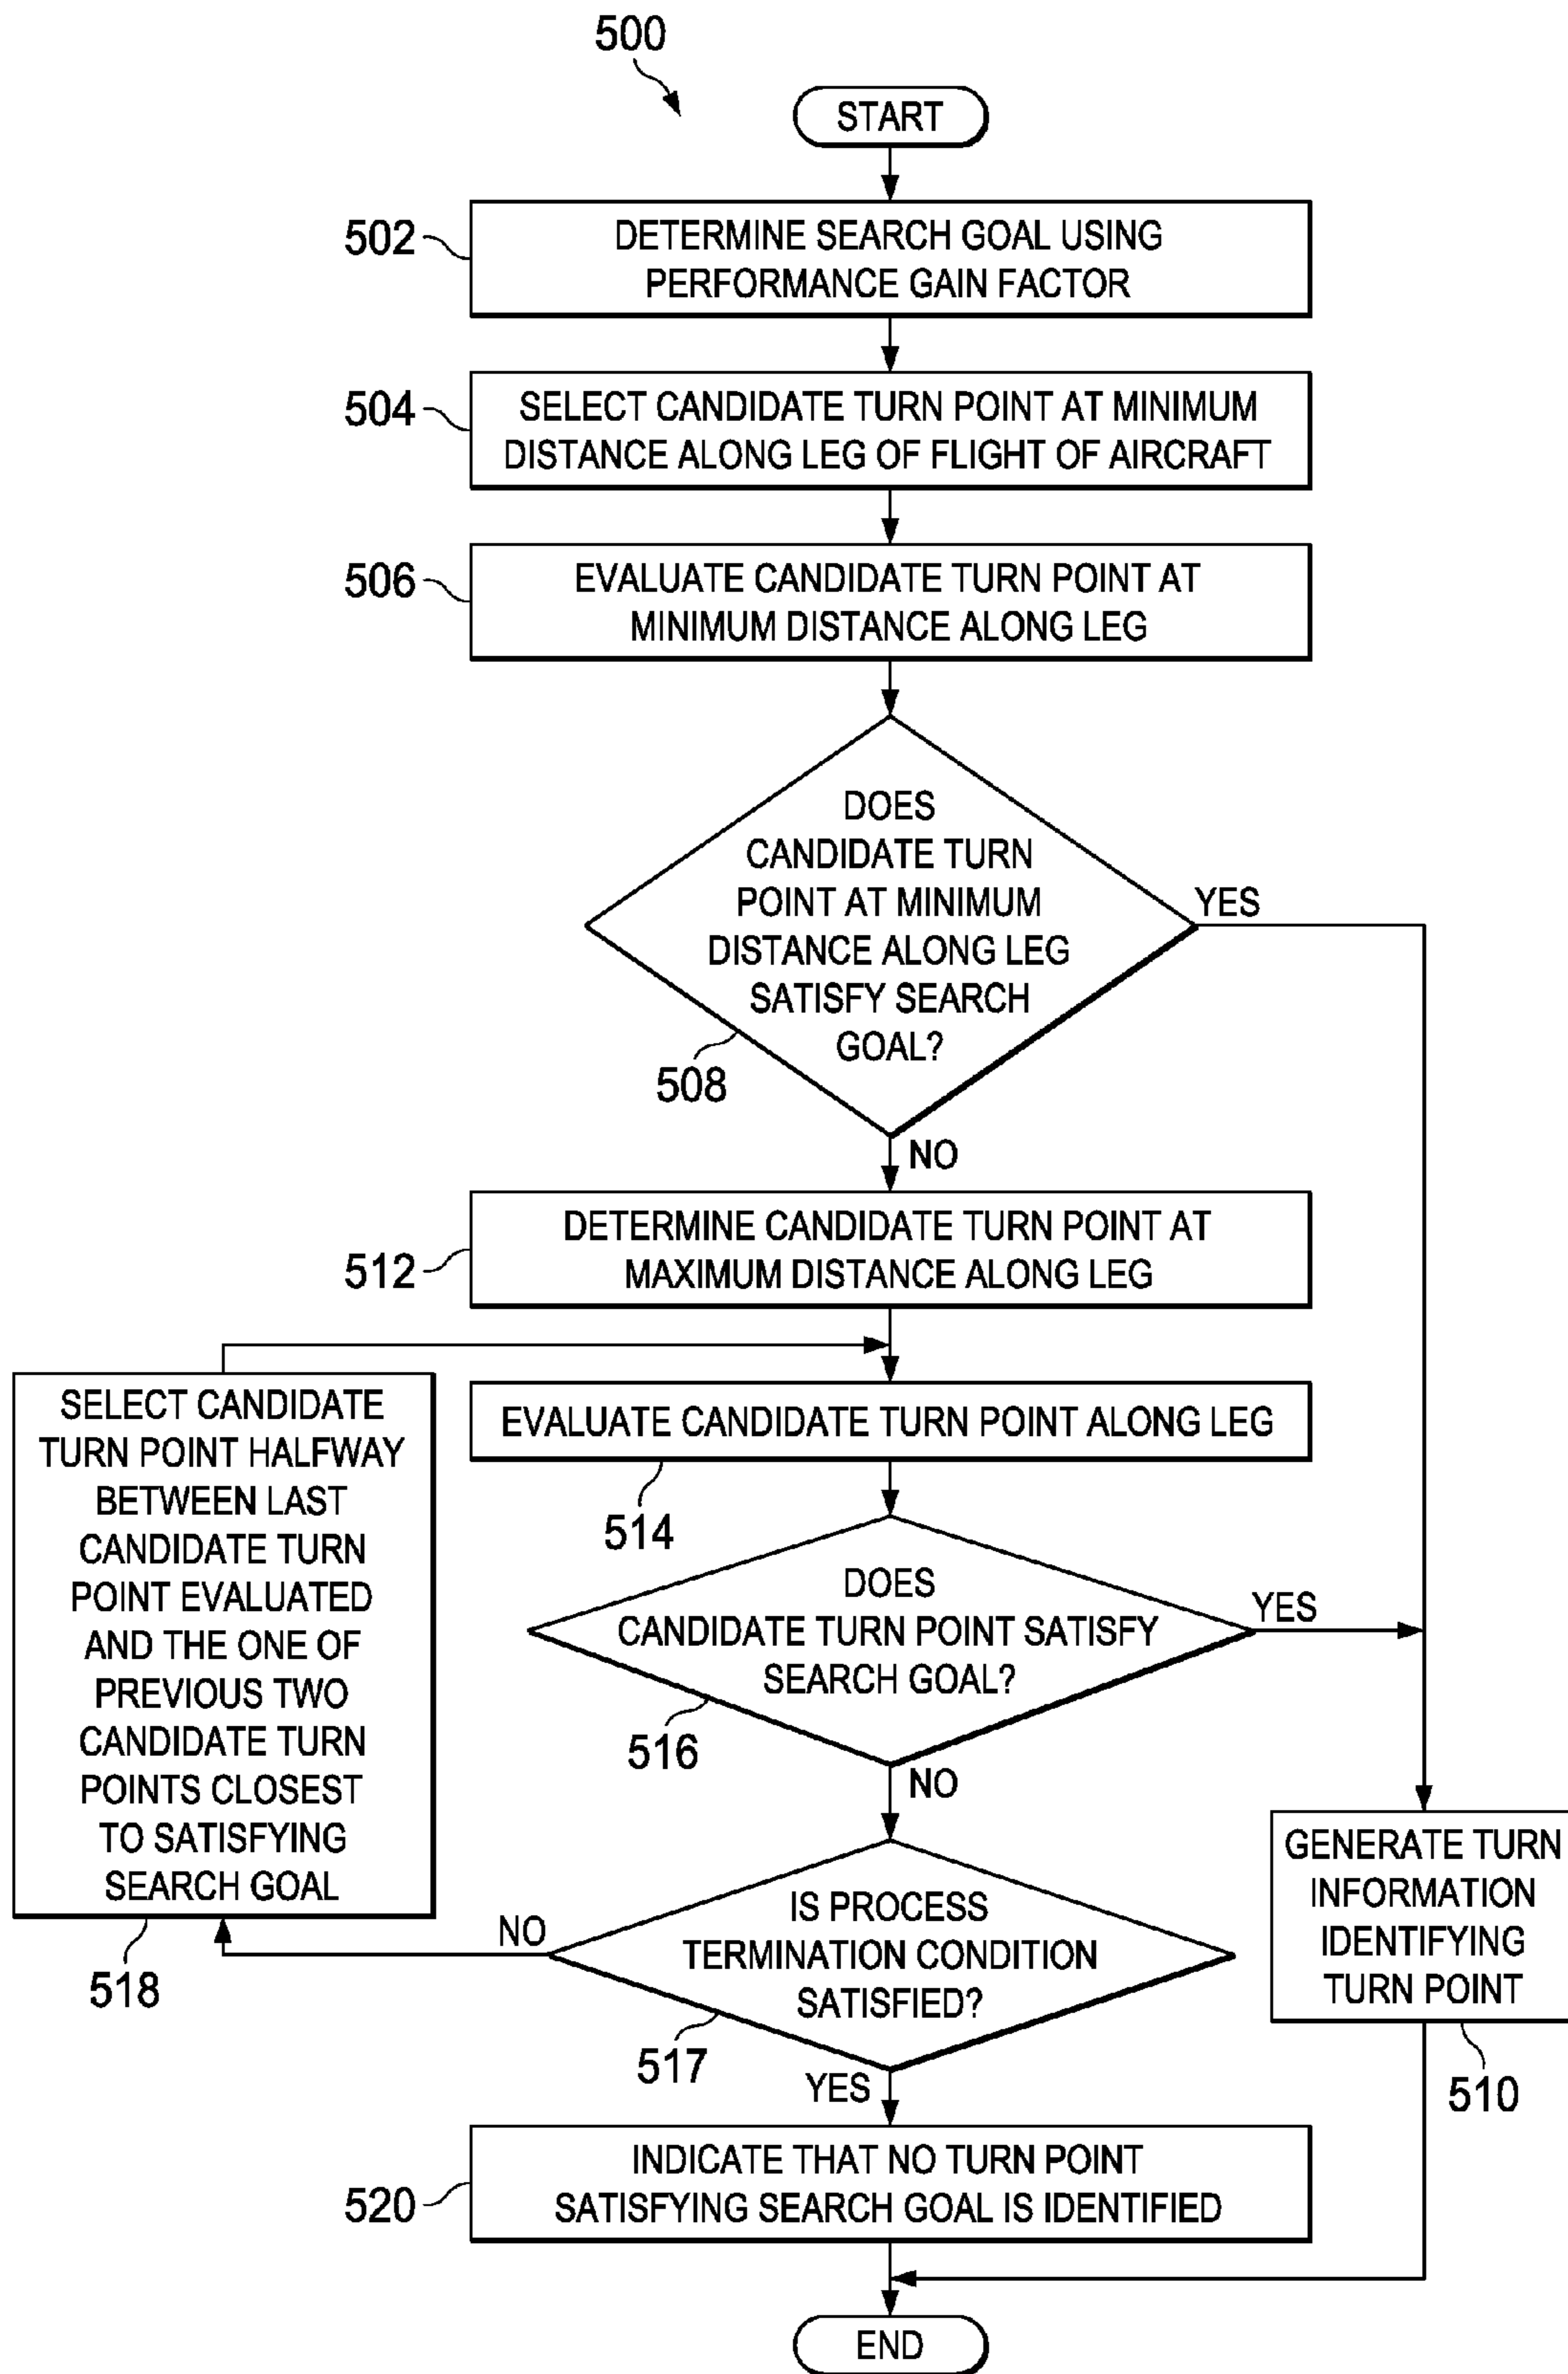 500
START
502
DETERMINE SEARCH GOAL USING
PERFORMANCE GAIN FACTOR
504
SELECT CANDIDATE TURN POINT AT MINIMUM
DISTANCE ALONG LEG OF FLIGHT OF AIRCRAFT
506
EVALUATE CANDIDATE TURN POINT AT
MINIMUM DISTANCE ALONG LEG
DOES
CANDIDATE TURN
POINT AT MINIMUM
DISTANCE ALONG LEG
SATISFY SEARCH
GOAL?
508
YES
NO
512
DETERMINE CANDIDATE TURN POINT AT
MAXIMUM DISTANCE ALONG LEG
EVALUATE CANDIDATE TURN POINT ALONG LEG
514
DOES
CANDIDATE TURN POINT SATISFY
SEARCH GOAL?
516
YES
NO
IS PROCESS
TERMINATION CONDITION
SATISFIED?
517
NO
YES
SELECT CANDIDATE
TURN POINT HALFWAY
BETWEEN LAST
CANDIDATE TURN
POINT EVALUATED
AND THE ONE OF
PREVIOUS TWO
CANDIDATE TURN
POINTS CLOSEST
TO SATISFYING
SEARCH GOAL
518
GENERATE TURN
INFORMATION
IDENTIFYING
TURN POINT
510
520
INDICATE THAT NO TURN POINT
SATISFYING SEARCH GOAL IS IDENTIFIED
END